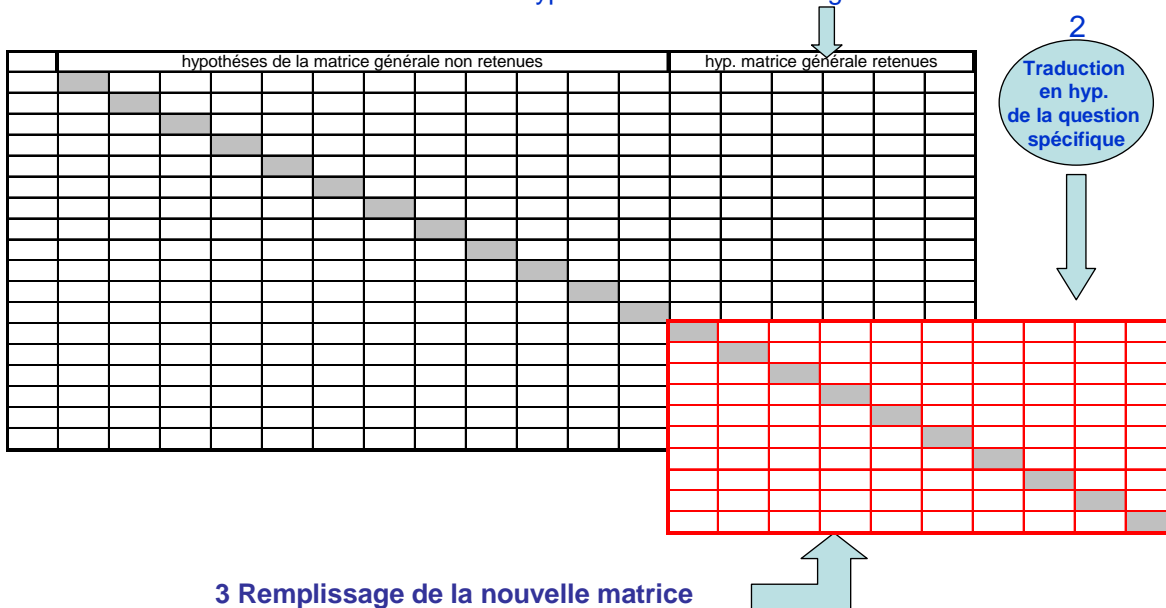 2
hypothéses de la matrice générale non retenues
hyp. matrice générale retenues
Traduction
en hyp.
de la question
spécifique
3 Remplissage de la nouvelle matrice